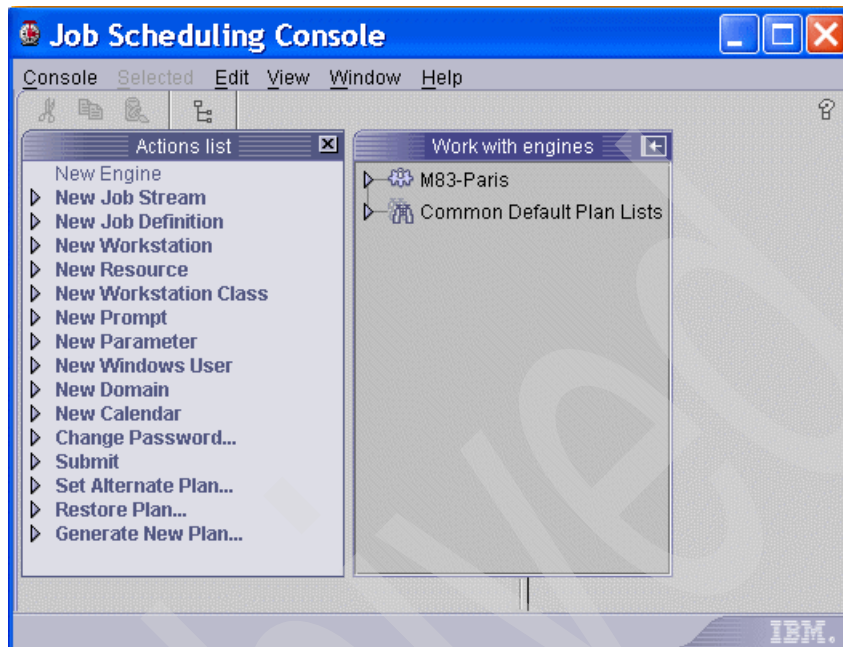 Job Scheduling Console
Console Selected Edit View Window Help
Actions list
New Engine
New Job Stream
New Job Definition
New Workstation
New Resource
New Workstation Class
New Prompt
New Parameter
New Windows User
New Domain
New Calendar
Change Password...
Submit
Set Alternate Plan...
Restore Plan...
Generate New Plan...
Work with engines
M83-Paris
Common Default Plan Lists
IBM.